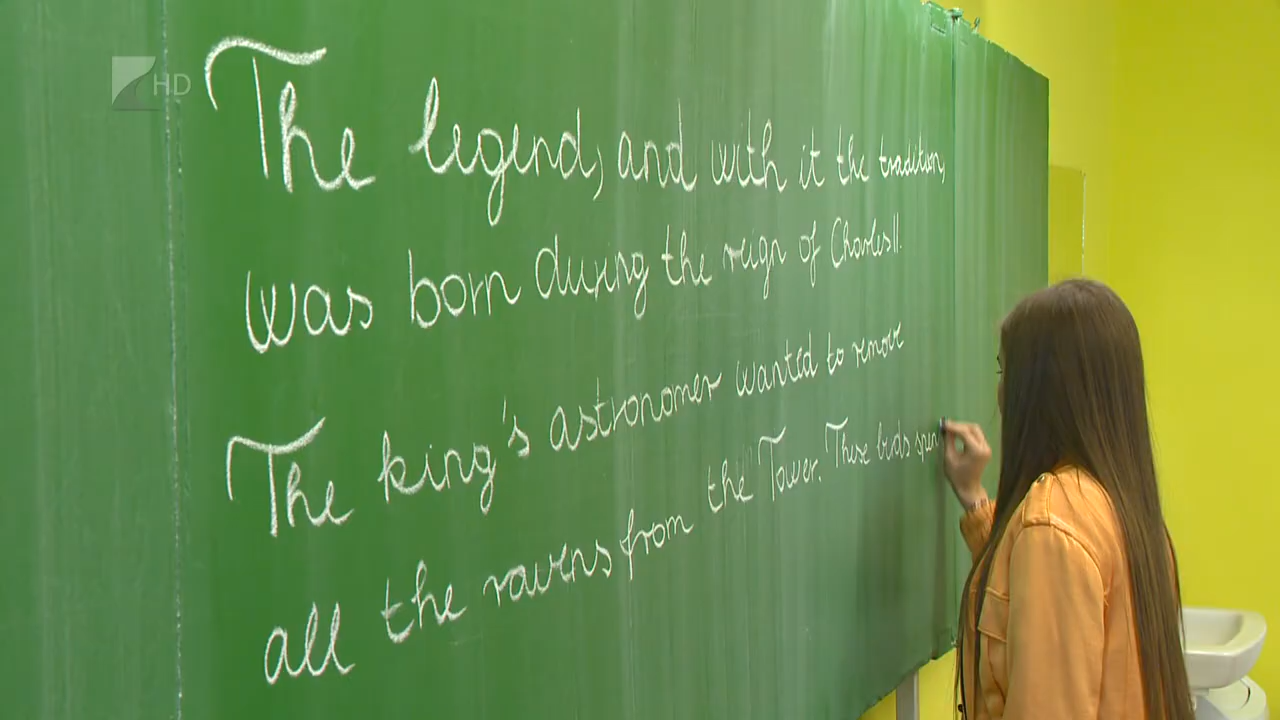 HD
The legend, and with it the tradition,
was born during the reign of Charles II.
The king's astronomer wanted to remove
all the ravens from the Tower. These birds spen